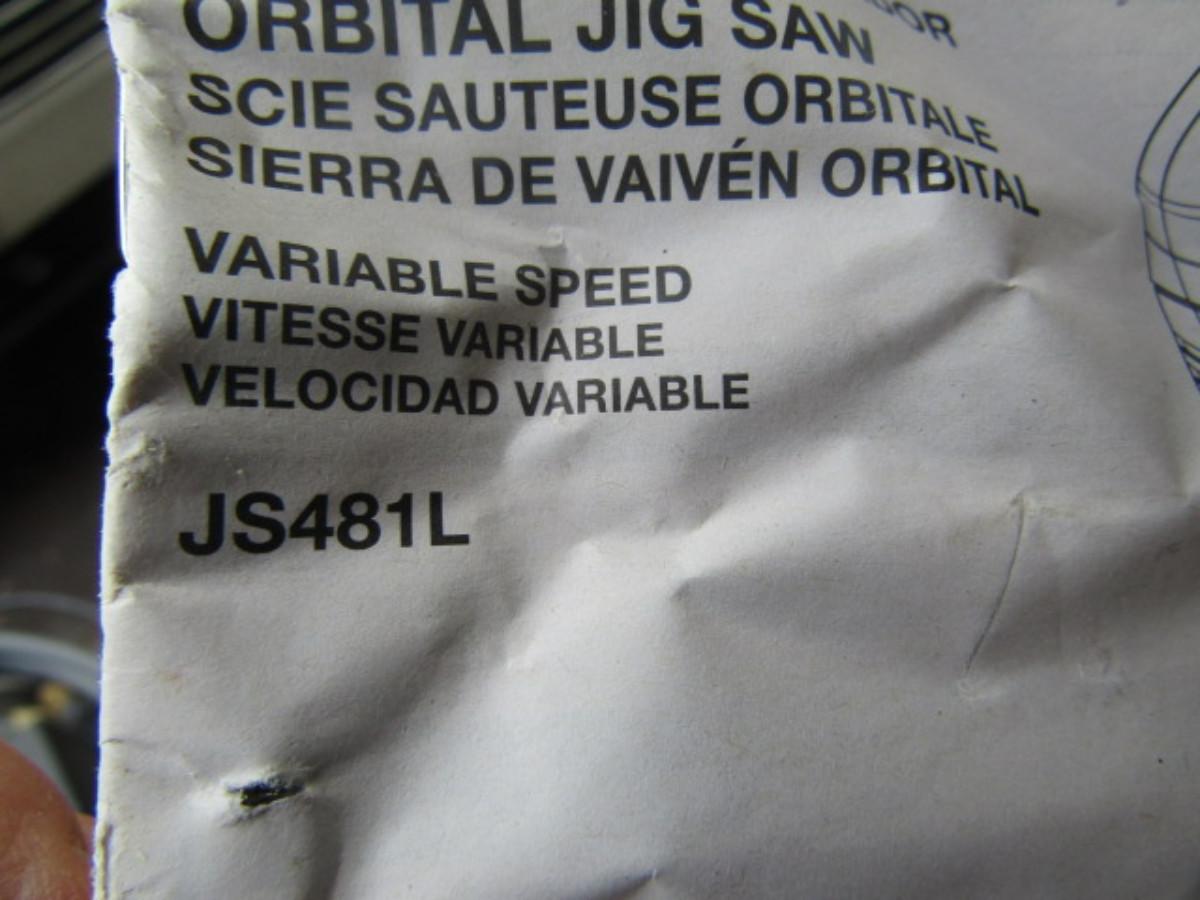 ORBITAL JIG SAW
SCIE SAUTEUSE ORBITALE
SIERRA DE VAIVÉN ORBITAL
VARIABLE SPEED
VITESSE VARIABLE
VELOCIDAD VARIABLE
JS481L